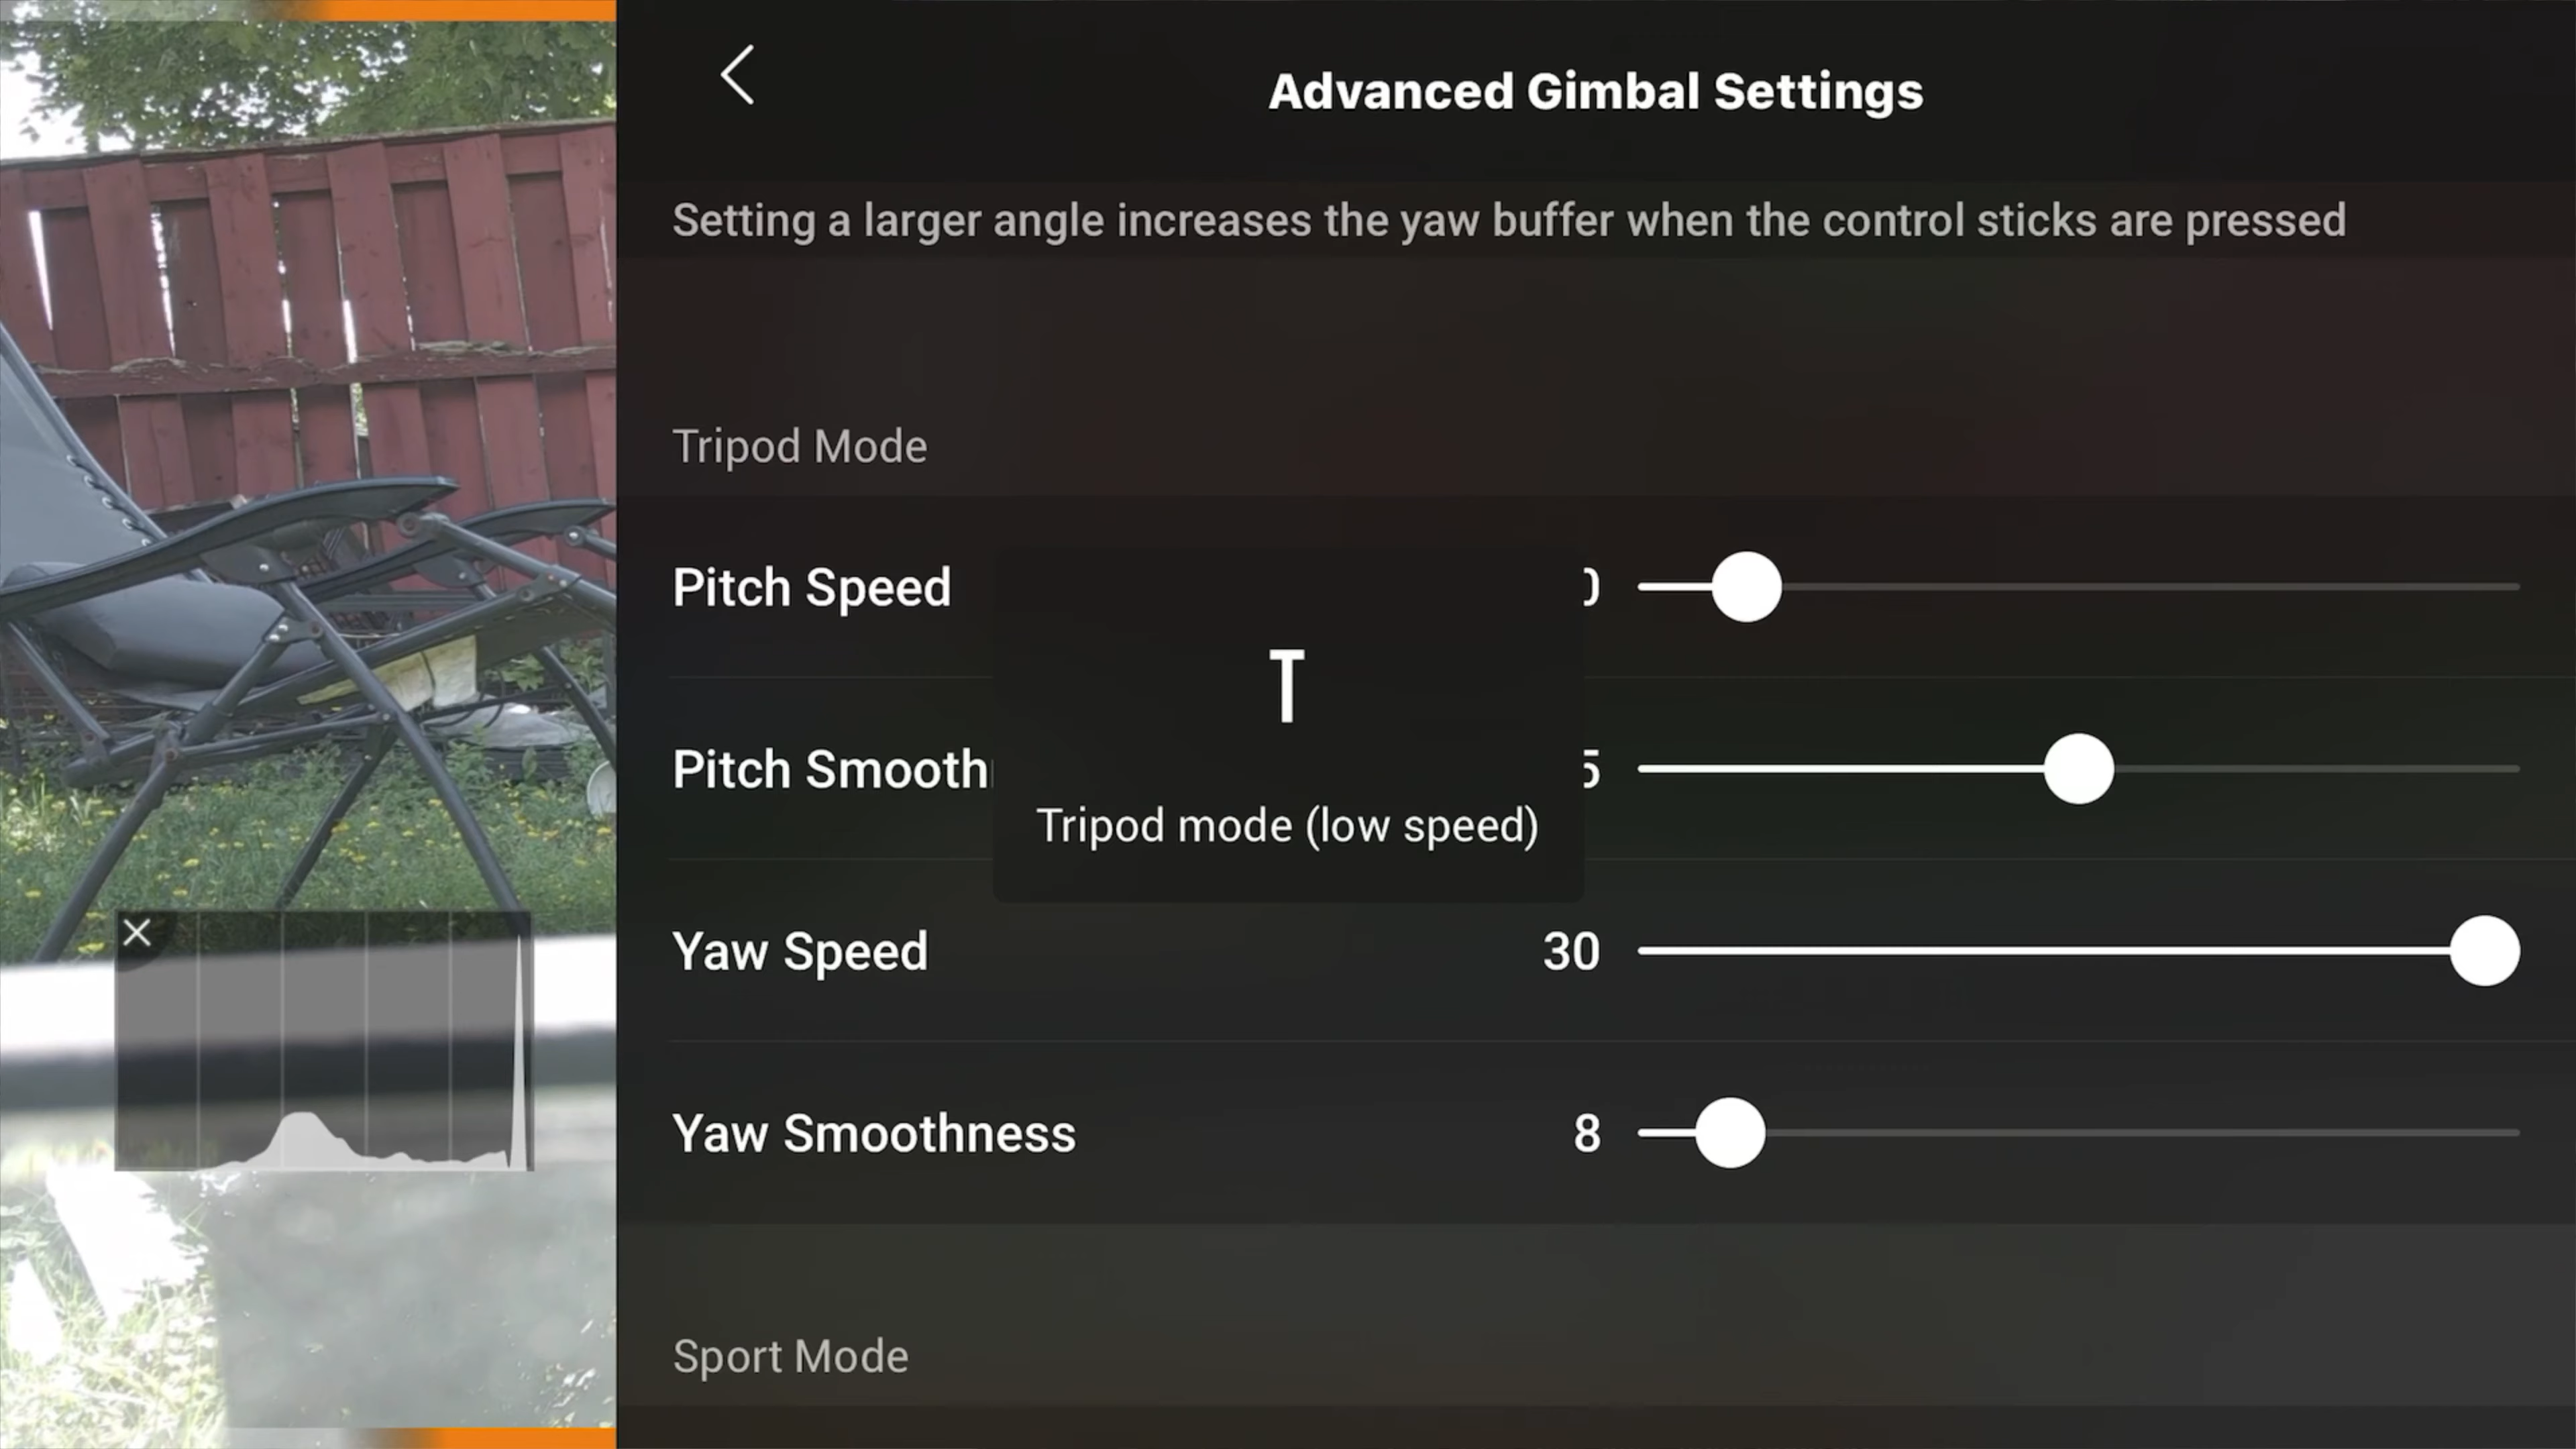 Advanced Gimbal Settings
Setting a larger angle increases the yaw buffer when the control sticks are pressed
Tripod Mode
Pitch Speed
T
Pitch
Tripod mode (low speed)
Yaw Speed 30
Yaw Smoothness 8
Sport Mode